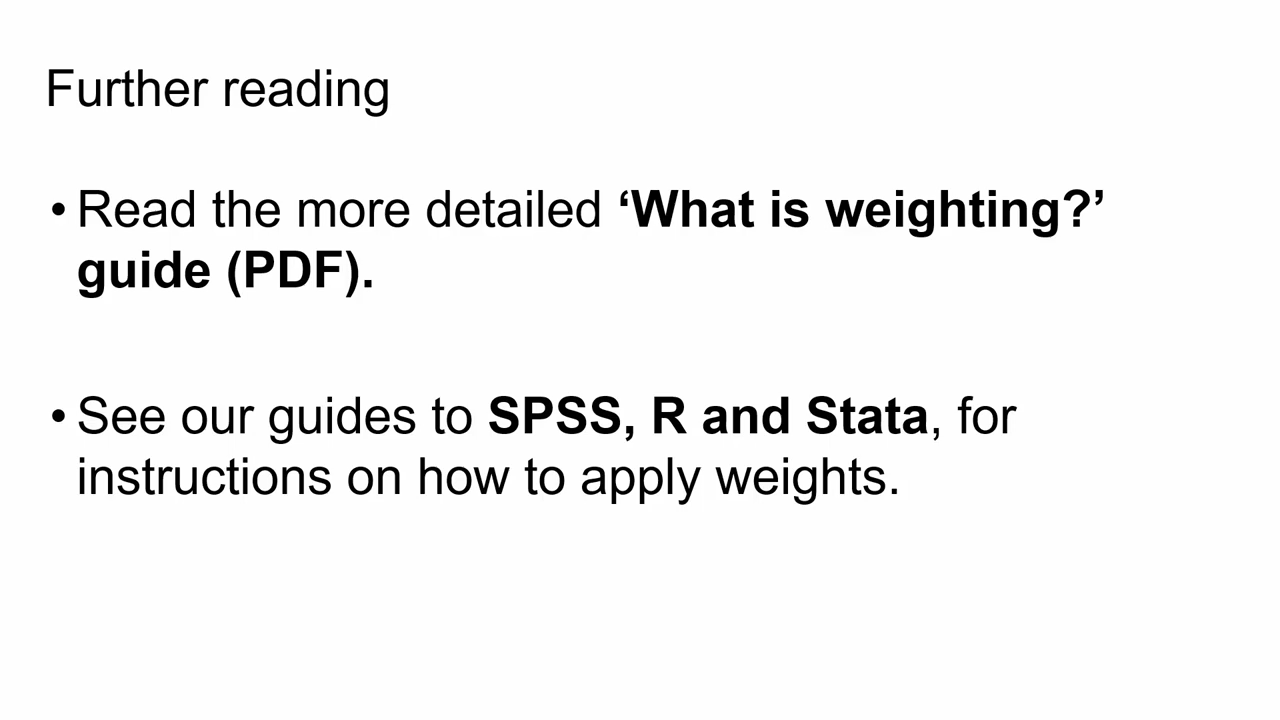 Further reading
• Read the more detailed ‘What is weighting?’
guide (PDF).
• See our guides to SPSS, R and Stata, for
instructions on how to apply weights.